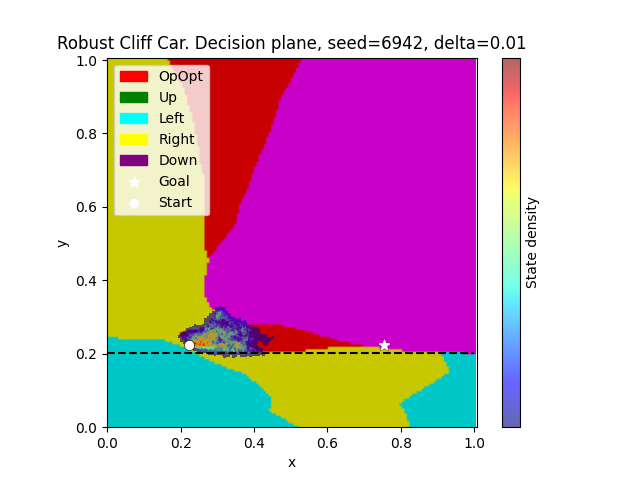 Robust Cliff Car. Decision plane, seed=6942, delta=0.01
OpOpt
Up
Left
Right
Down
Goal
Start
1.0
0.8
0.6
0.4
0.2
0.0
y
0.0 0.2 0.4 0.6 0.8 1.0
x
State density